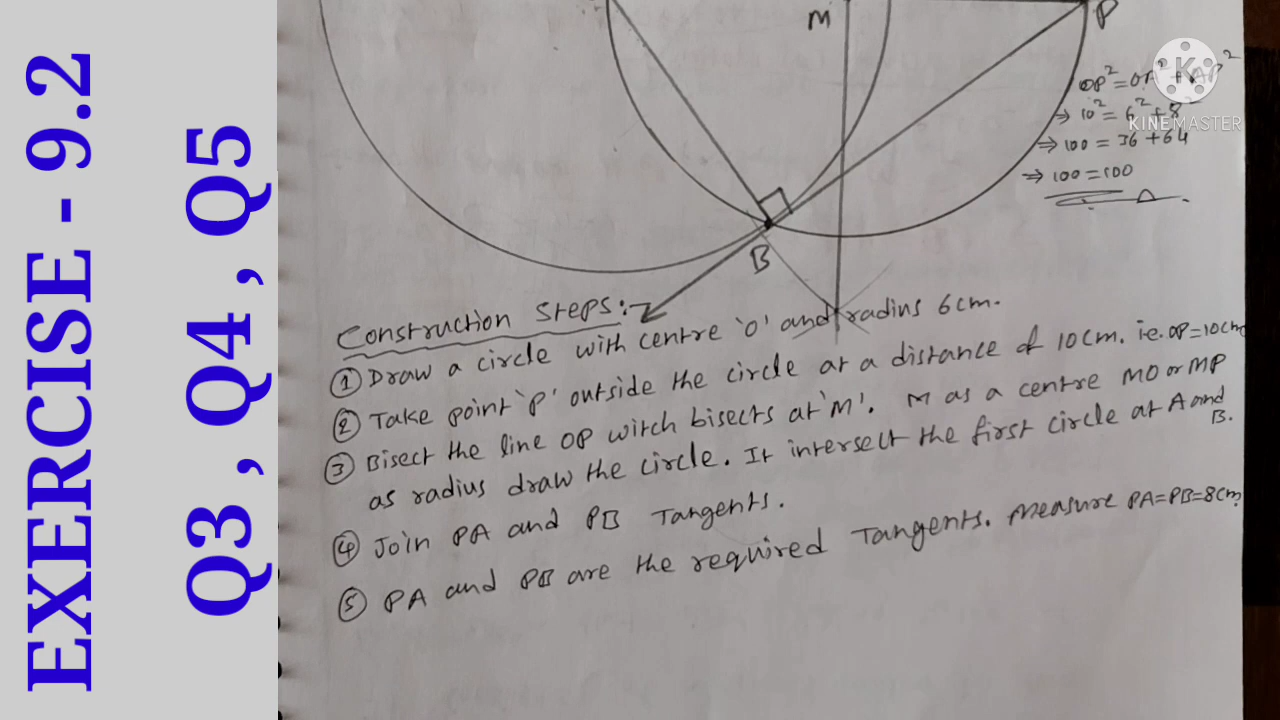 EXERCISE - 9.2
Q3, Q4, Q5
M
P
OP² = OA² + AP²
⇒ 10² = 6² + 8²
⇒ 100 = 36 + 64
⇒ 100 = 100
KINEMASTER
B
Construction Steps:-
① Draw a circle with centre 'O' and radius 6cm.
② Take point 'P' outside the circle at a distance of 10cm. i.e. OP=10cm
③ Bisect the line OP witch bisects at 'M'. M as a centre MO or MP
as radius draw the circle. It intersect the first circle at A and B.
④ Join PA and PB Tangents.
⑤ PA and PB are the required Tangents. Measure PA=PB=8cm.